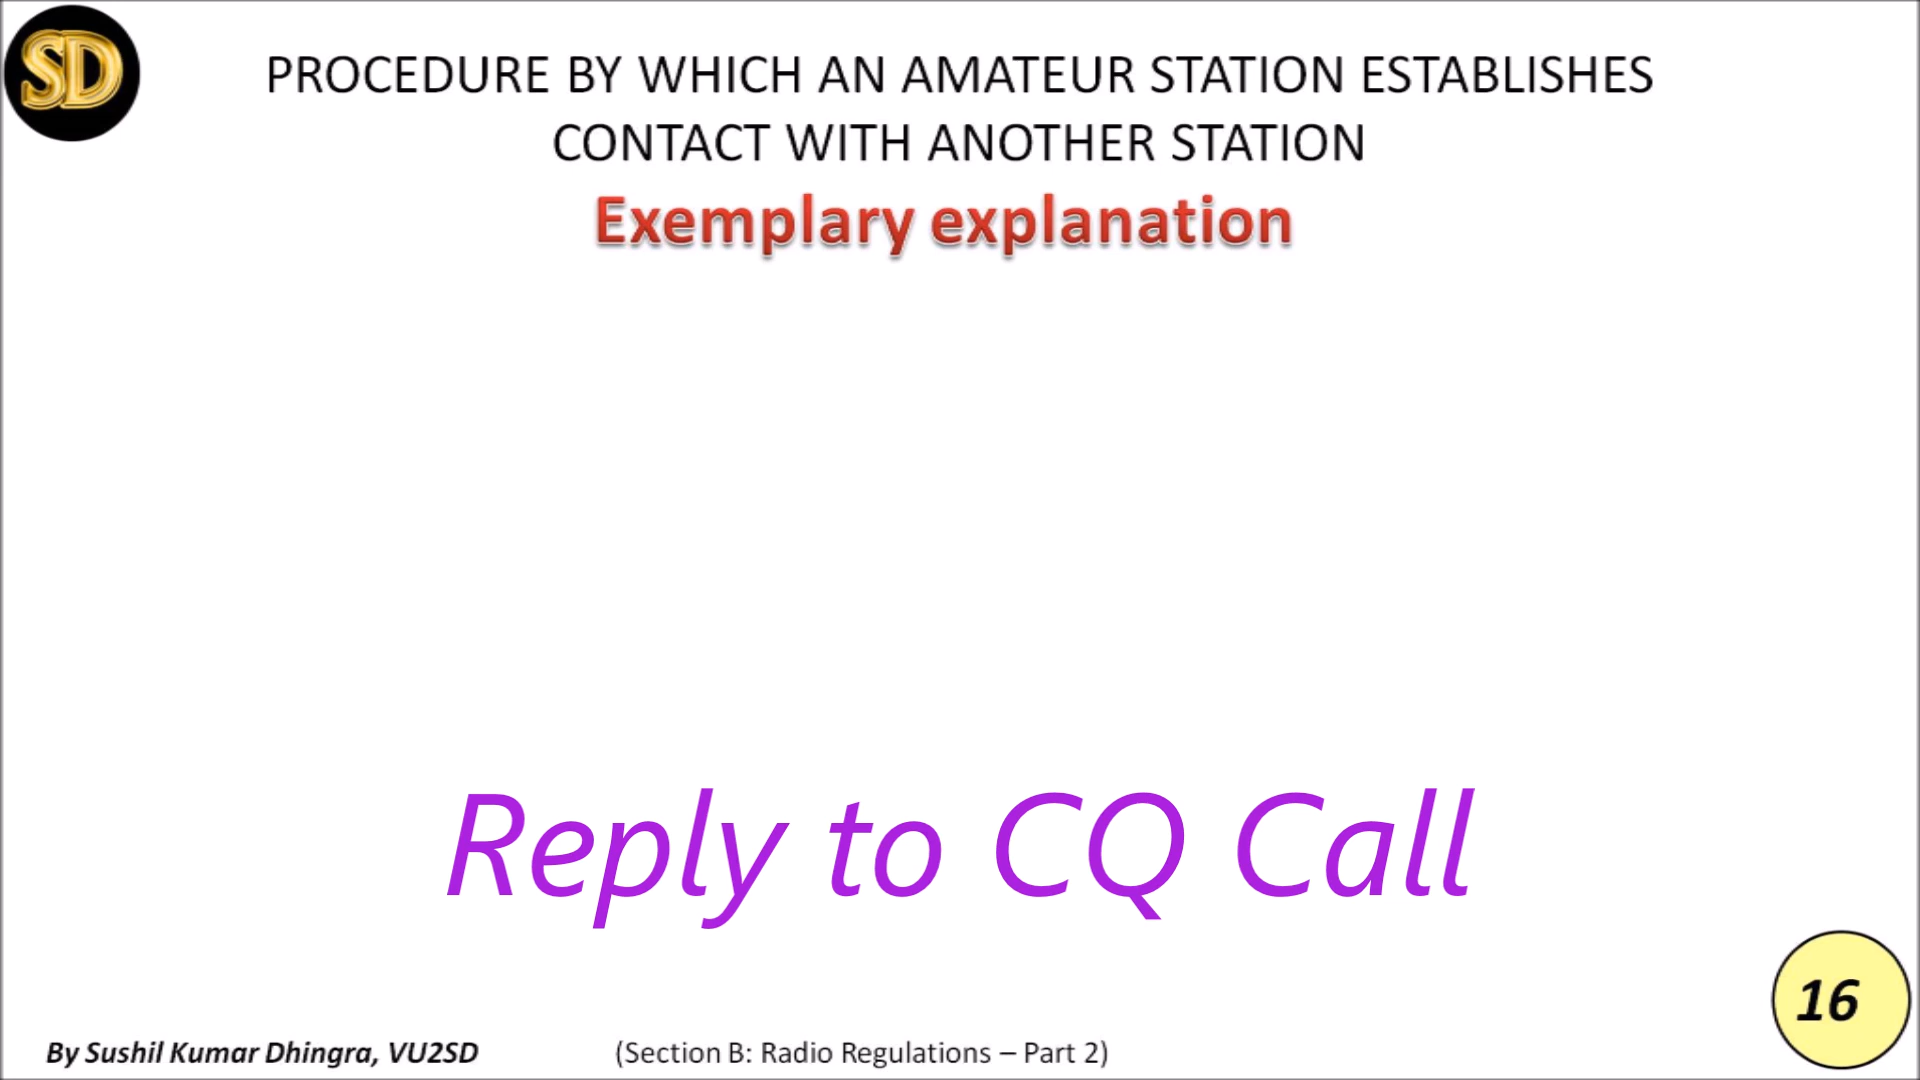 SD
PROCEDURE BY WHICH AN AMATEUR STATION ESTABLISHES
CONTACT WITH ANOTHER STATION
Exemplary explanation
Reply to CQ Call
16
By Sushil Kumar Dhingra, VU2SD
(Section B: Radio Regulations – Part 2)